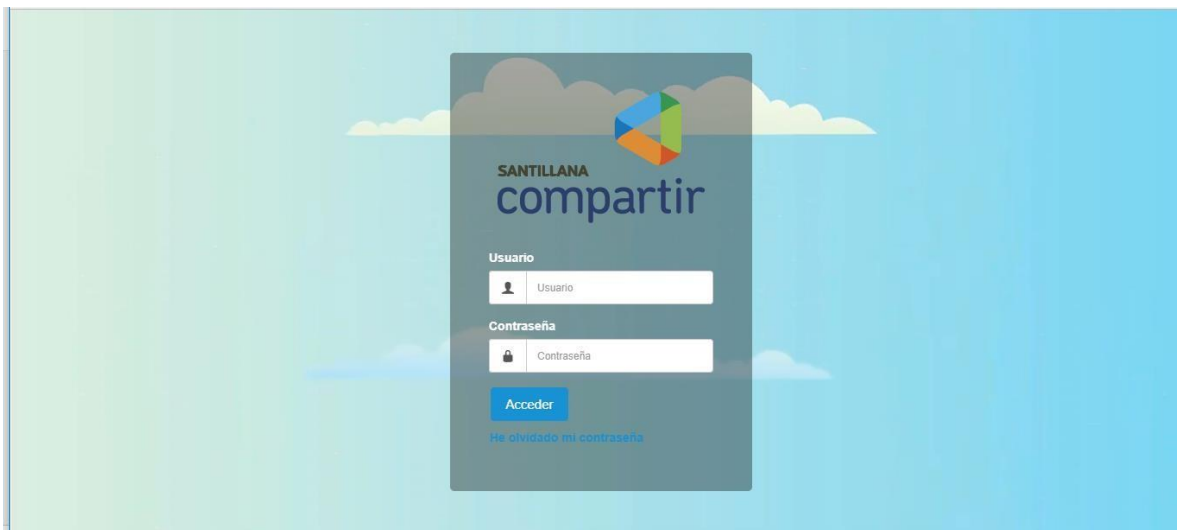 SANTILLANA
compartir
Usuario
Usuario
Contraseña
Contraseña
Acceder
He olvidado mi contraseña